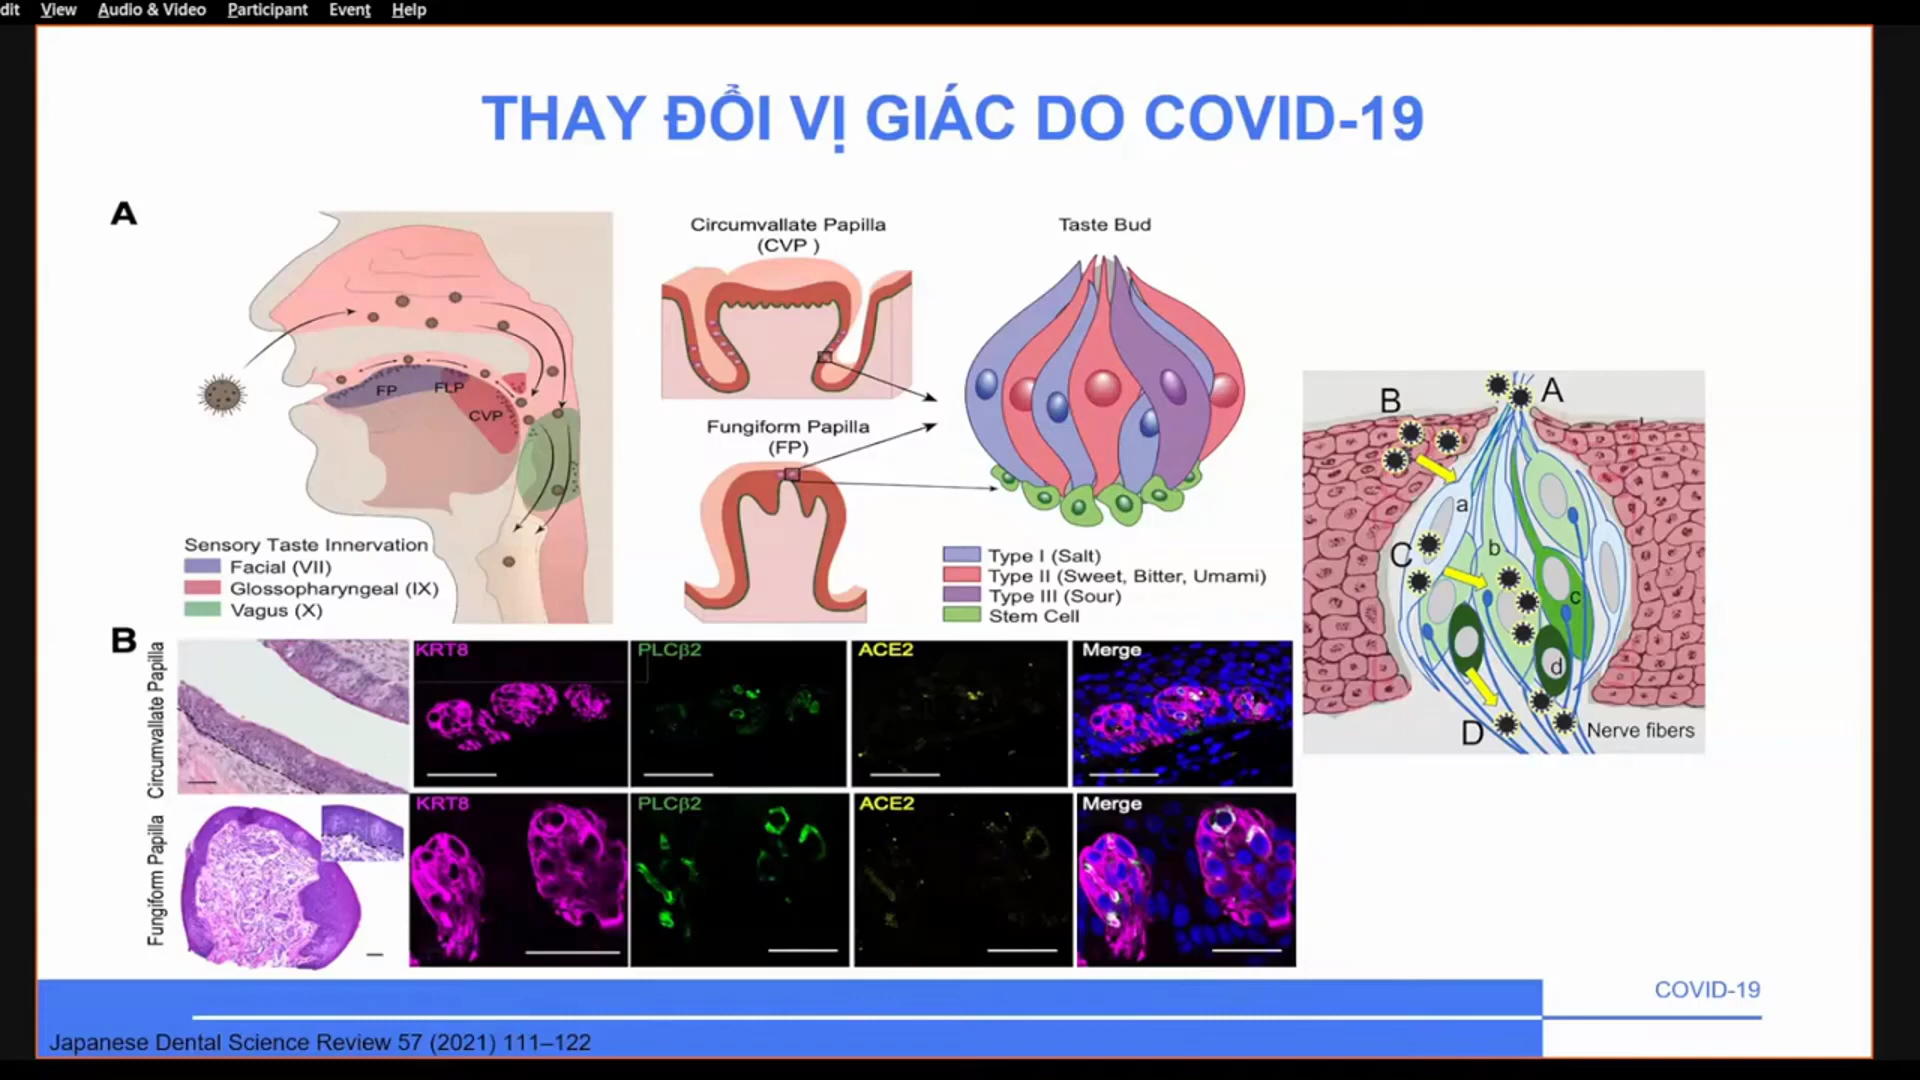 dit View Audio & Video Participant Event Help
THAY ĐỔI VỊ GIÁC DO COVID-19
A
FP
FLP
CVP
Sensory Taste Innervation
Facial (VII)
Glossopharyngeal (IX)
Vagus (X)
Circumvallate Papilla
(CVP )
Fungiform Papilla
(FP)
Taste Bud
Type I (Salt)
Type II (Sweet, Bitter, Umami)
Type III (Sour)
Stem Cell
B
A
a
b
C
c
d
D
Nerve fibers
B
Circumvallate Papilla
KRT8
PLCβ2
ACE2
Merge
Fungiform Papilla
KRT8
PLCβ2
ACE2
Merge
COVID-19
Japanese Dental Science Review 57 (2021) 111–122